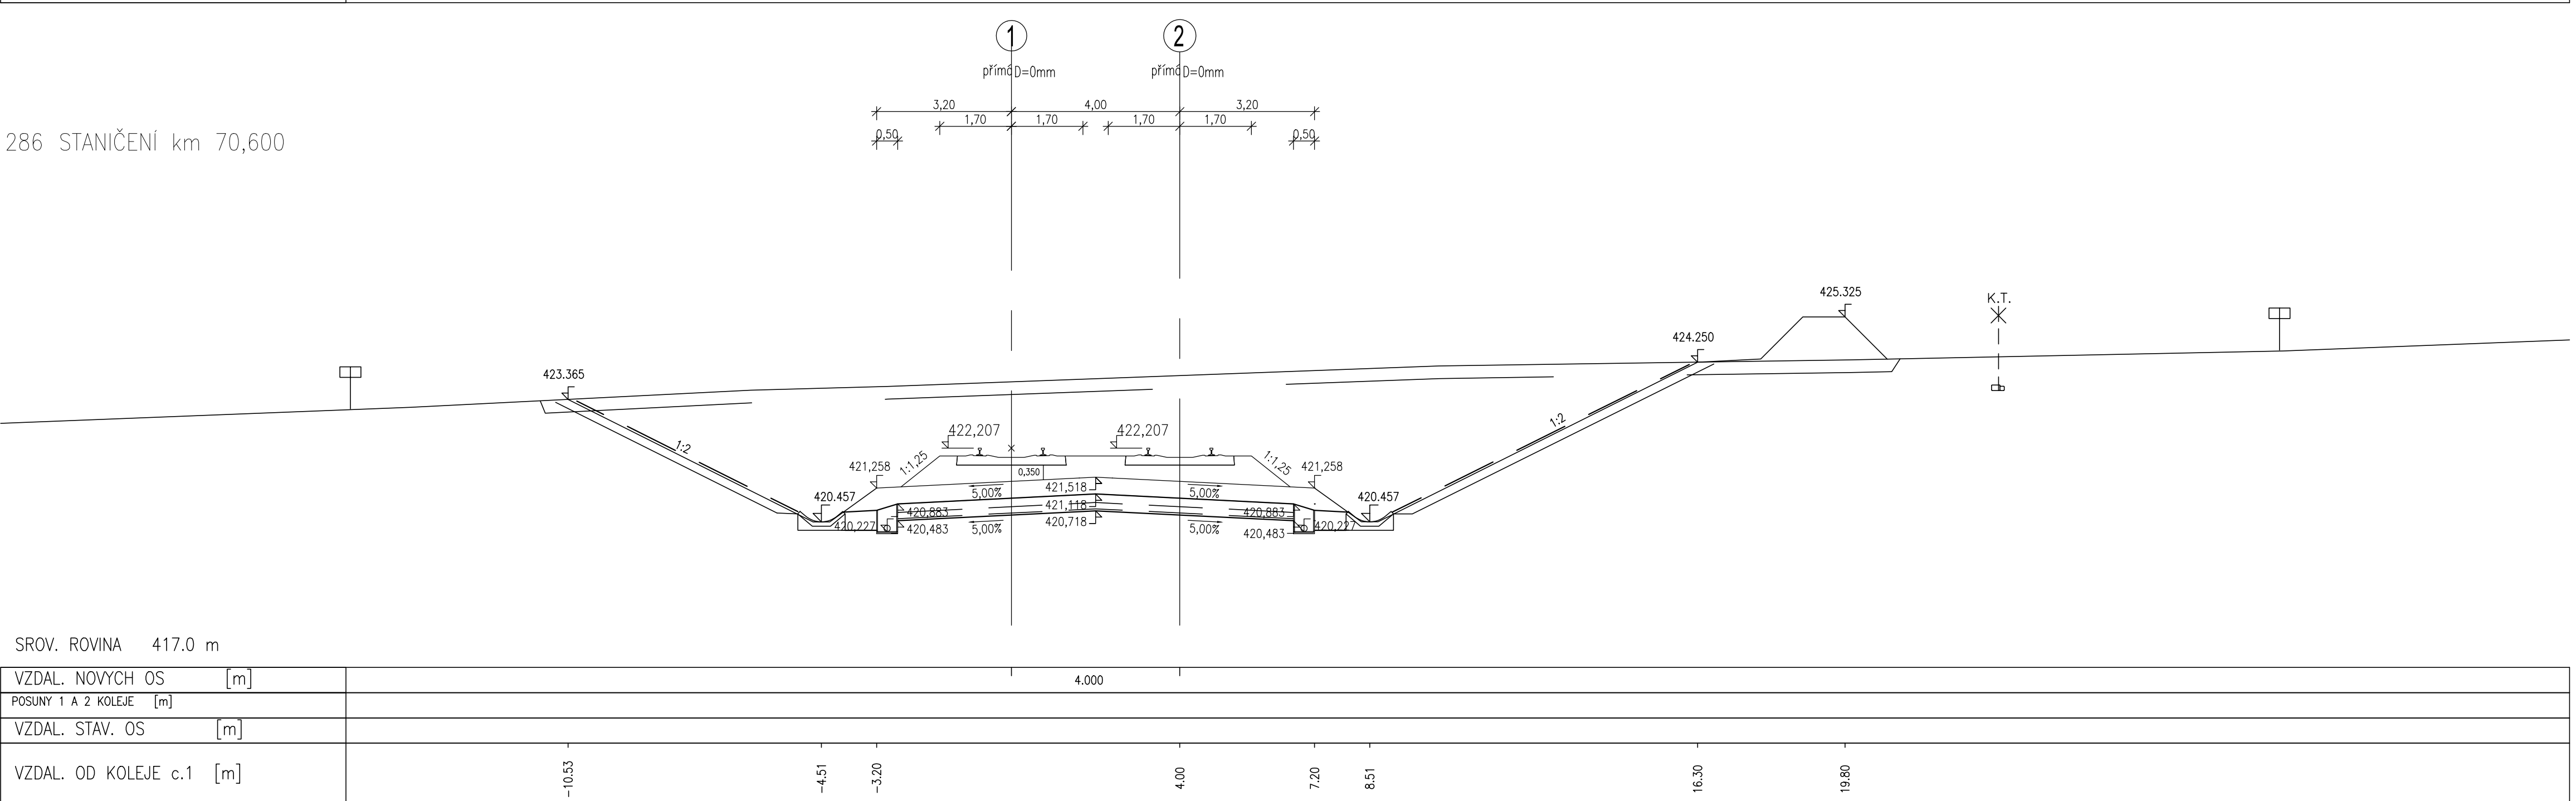 1 2
přímá D=0mm přímá D=0mm
3,20 4,00 3,20
1,70 1,70 1,70 1,70
0,50 0,50
286 STANIČENÍ km 70,600
425.325 K.T.
424.250
423.365
1:2 1:2
422,207 422,207
1:1,25 1:1,25
421,258 0,350 421,258
421,518
5,00% 5,00%
420.457 421,118 420.457
420,883 420,883
420,718
420,227 420,483 5,00% 5,00% 420,483 420,227
SROV. ROVINA 417.0 m
VZDAL. NOVYCH OS [m] 4.000
POSUNY 1 A 2 KOLEJE [m]
VZDAL. STAV. OS [m]
VZDAL. OD KOLEJE c.1 [m] -10.53 -4.51 -3.20 4.00 7.20 8.51 16.30 19.80